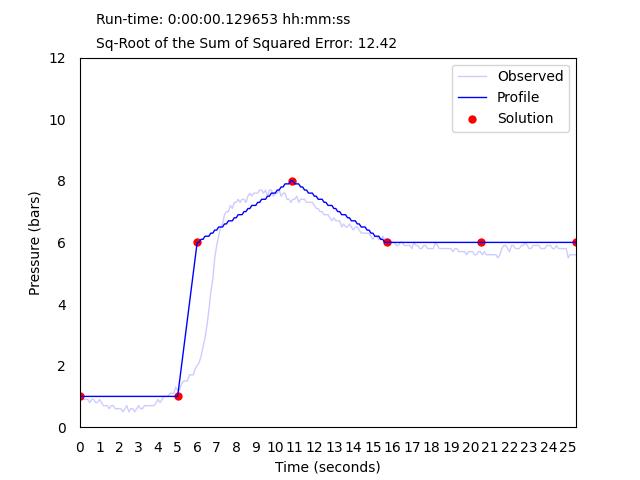 Run-time: 0:00:00.129653 hh:mm:ss
Sq-Root of the Sum of Squared Error: 12.42
12
10
8
6
4
2
0
Pressure (bars)
Observed
Profile
Solution
0 1 2 3 4 5 6 7 8 9 10 11 12 13 14 15 16 17 18 19 20 21 22 23 24 25
Time (seconds)